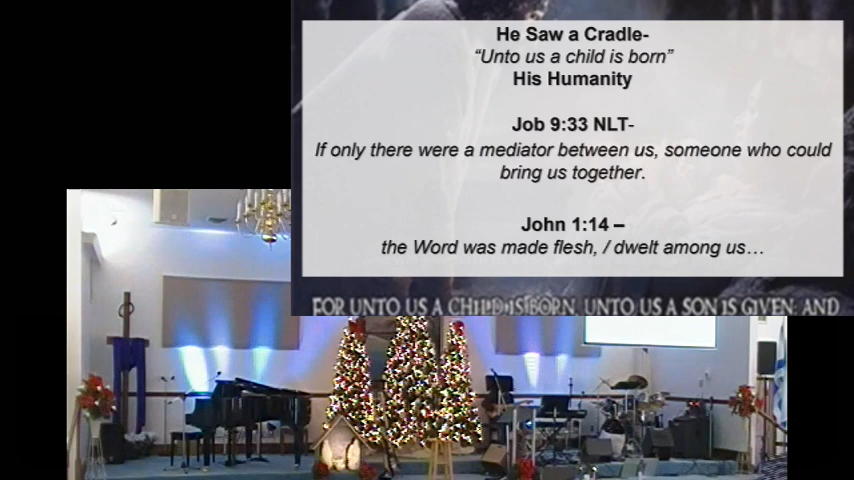 He Saw a Cradle-
“Unto us a child is born”
His Humanity
Job 9:33 NLT-
If only there were a mediator between us, someone who could
bring us together.
John 1:14 –
the Word was made flesh, / dwelt among us…
FOR UNTO US A CHILD IS BORN, UNTO US A SON IS GIVEN: AND